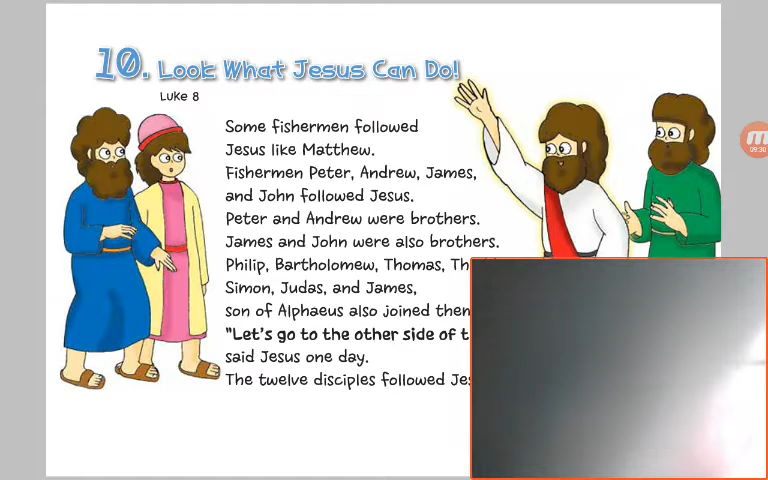 10. Look What Jesus Can Do!
Luke 8
Some fishermen followed
Jesus like Matthew.
Fishermen Peter, Andrew, James,
and John followed Jesus.
Peter and Andrew were brothers.
James and John were also brothers.
Philip, Bartholomew, Thomas,
Simon, Judas, and James,
son of Alphaeus also joined
"Let's go to the other side of
said Jesus one day.
The twelve disciples followed
09:30